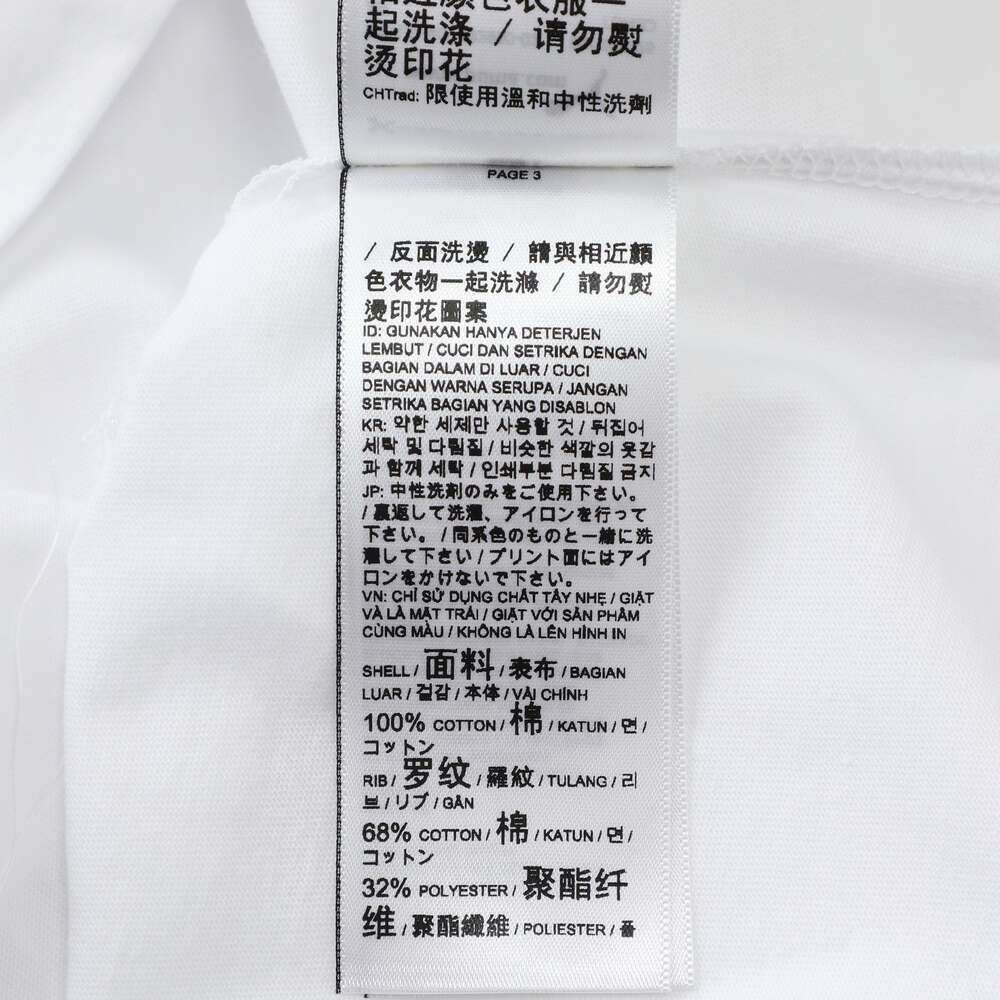 起洗涤 / 请勿熨
烫印花
CHTrad: 限使用溫和中性洗劑
PAGE 3
/ 反面洗燙 / 請與相近顏
色衣物一起洗滌 / 請勿熨
燙印花圖案
ID: GUNAKAN HANYA DETERJEN
LEMBUT / CUCI DAN SETRIKA DENGAN
BAGIAN DALAM DI LUAR / CUCI
DENGAN WARNA SERUPA / JANGAN
SETRIKA BAGIAN YANG DISABLON
KR: 약한 세제만 사용할 것 / 뒤집어
세탁 및 다림질 / 비슷한 색깔의 옷감
과 함께 세탁 / 인쇄부분 다림질 금지
JP: 中性洗剤のみをご使用下さい。
/ 裏返して洗濯、アイロンを行って
下さい。 / 同系色のものと一緒に洗
濯して下さい / プリント面にはアイ
ロンをかけないで下さい。
VN: CHỈ SỬ DỤNG CHẤT TẨY NHẸ / GIẶT
VÀ LÀ MẶT TRÁI / GIẶT VỚI SẢN PHẨM
CÙNG MÀU / KHÔNG LÀ LÊN HÌNH IN
SHELL / 面料 / 表布 / BAGIAN
LUAR / 겉감 / 本体 / VẢI CHÍNH
100% COTTON / 棉 / KATUN / 면 /
コットン
RIB / 罗纹 / 羅紋 / TULANG / 리
브 / リブ / GÂN
68% COTTON / 棉 / KATUN / 면 /
コットン
32% POLYESTER / 聚酯纤
维 / 聚酯纖維 / POLIESTER / 폴